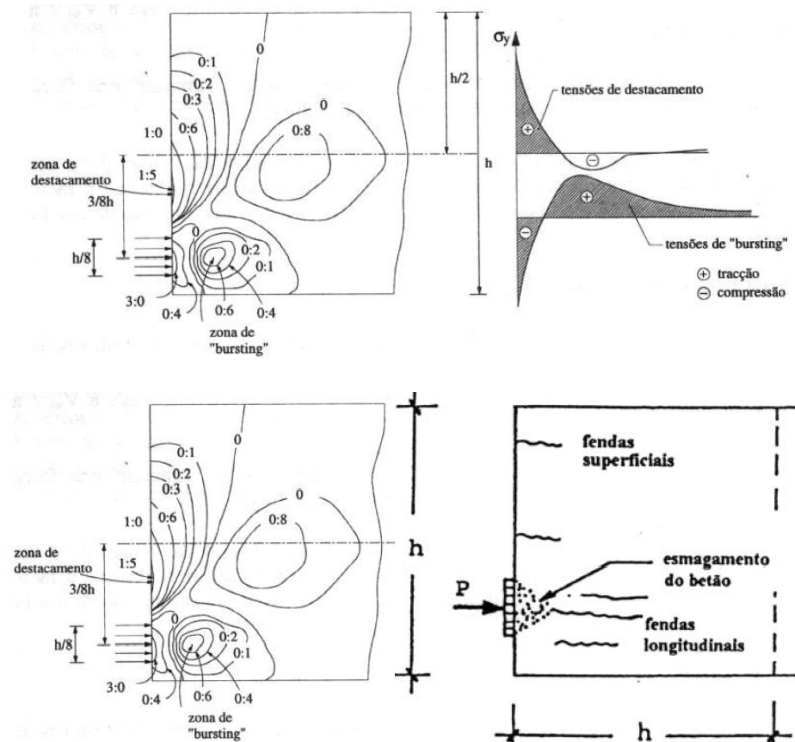 0
0:1
0:2
0:3
1:0
0:6
0
0:8
h/2
h
zona de
destacamento
1:5
3/8h
0
h/8
0:2
0:1
3:0
0:4
0:6
0:4
zona de
"bursting"
σy
tensões de destacamento
+
−
+
−
tensões de "bursting"
+ tracção
− compressão
0
0:1
0:2
0:3
1:0
0:6
0
0:8
h
zona de
destacamento
1:5
3/8h
0
h/8
0:2
0:1
3:0
0:4
0:6
0:4
zona de
"bursting"
fendas
superficiais
P
esmagamento
do betão
fendas
longitudinais
h